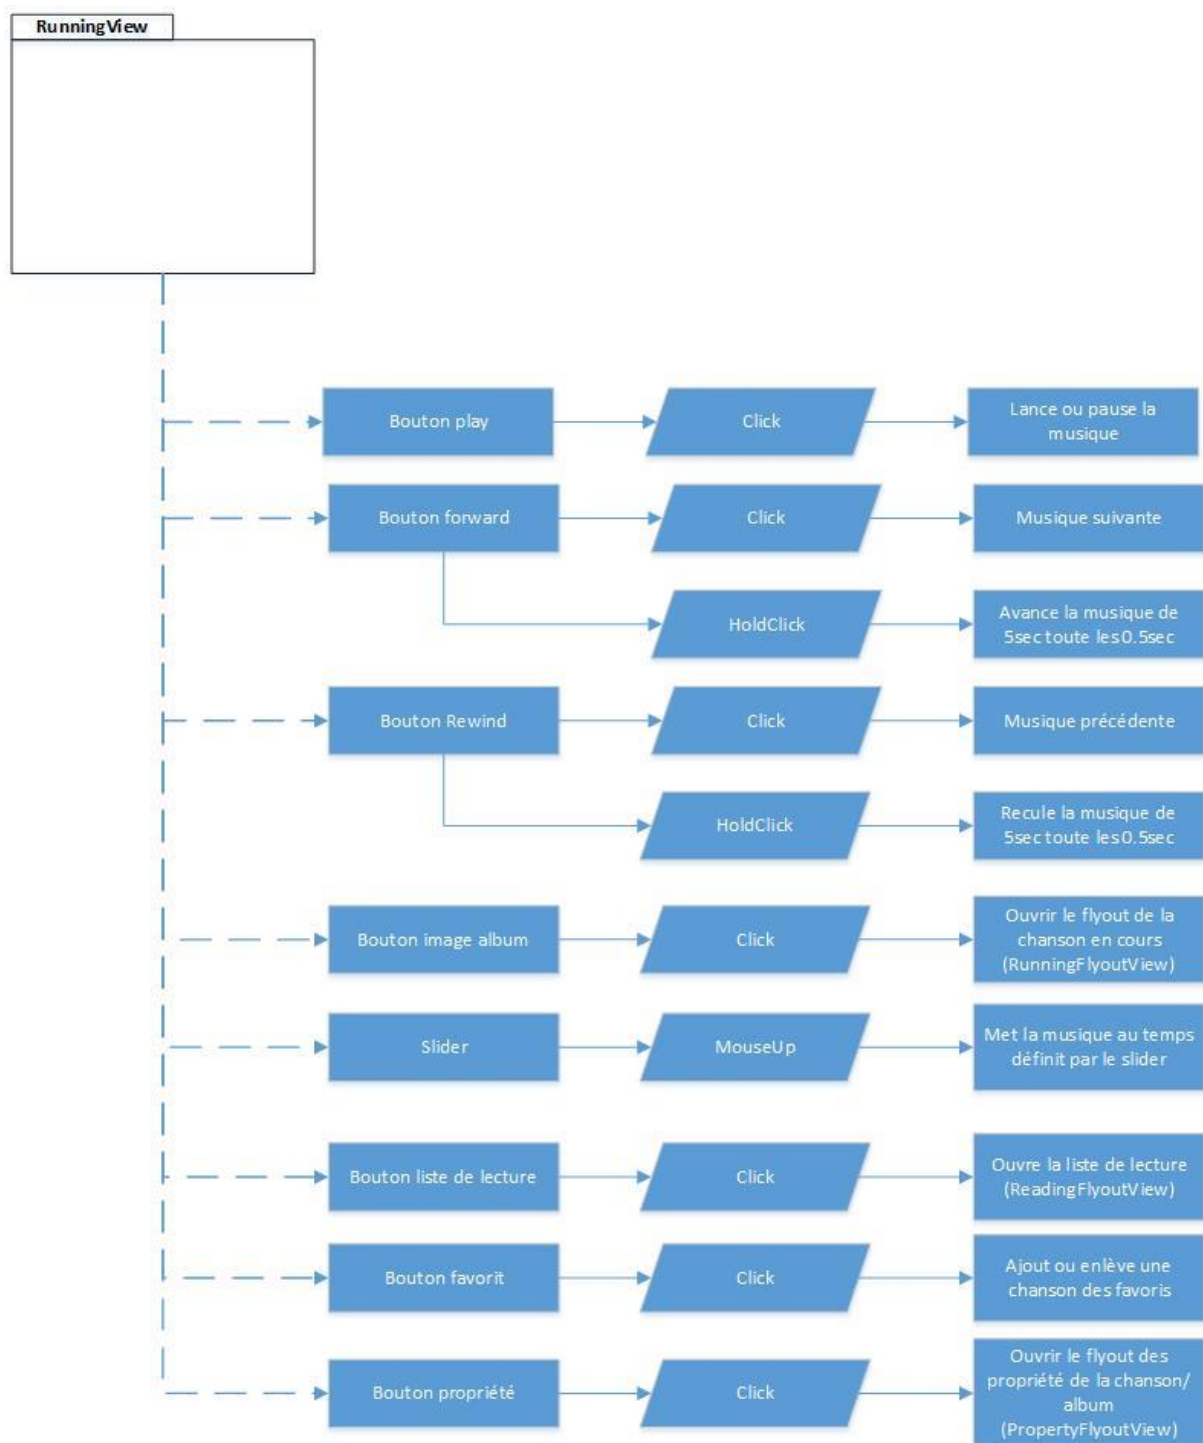 RunningView
Bouton play
Click
Lance ou pause la
musique
Bouton forward
Click
Musique suivante
HoldClick
Avance la musique de
5sec toute les 0.5sec
Bouton Rewind
Click
Musique précédente
HoldClick
Recule la musique de
5sec toute les 0.5sec
Bouton image album
Click
Ouvrir le flyout de la
chanson en cours
(RunningFlyoutView)
Slider
MouseUp
Met la musique au temps
définit par le slider
Bouton liste de lecture
Click
Ouvre la liste de lecture
(ReadingFlyoutView)
Bouton favorit
Click
Ajout ou enlève une
chanson des favoris
Bouton propriété
Click
Ouvrir le flyout des
propriété de la chanson/
album
(PropertyFlyoutView)